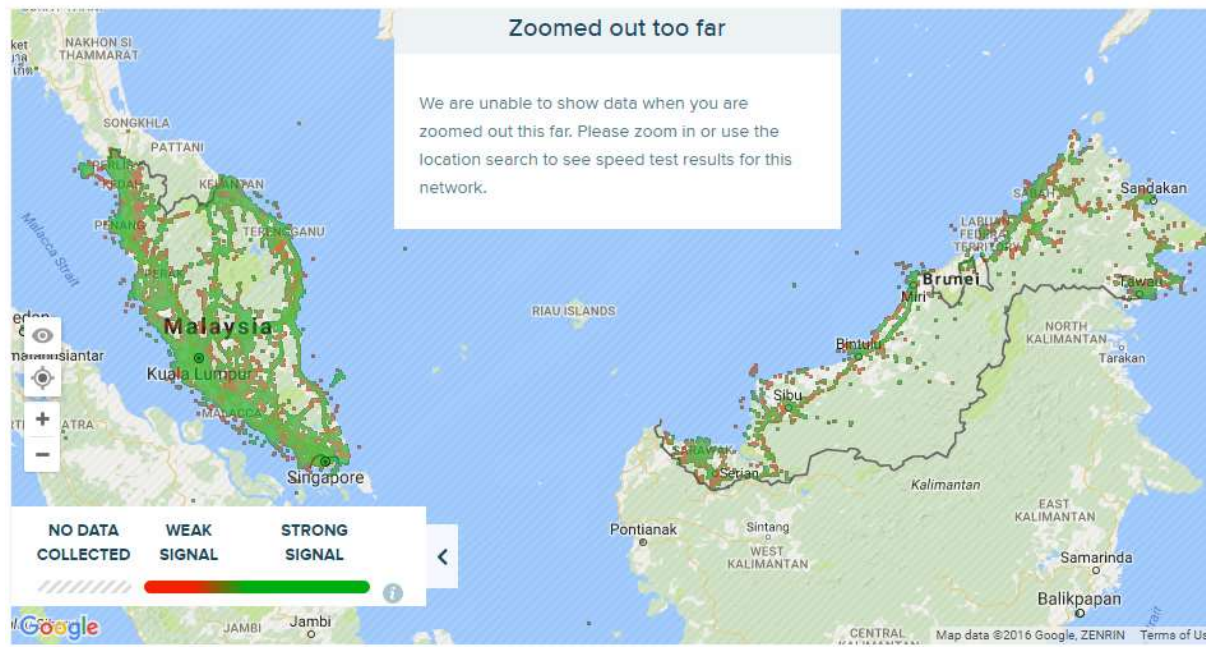 Zoomed out too far
We are unable to show data when you are
zoomed out this far. Please zoom in or use the
location search to see speed test results for this
network.
NAKHON SI
THAMMARAT
SONGKHLA
PATTANI
PERLIS
KEDAH
KELANTAN
PENANG
TERENGGANU
PERAK
Malacca Strait
Malaysia
Kuala Lumpur
MALACCA
Singapore
RIAU ISLANDS
SABAH
Sandakan
LABUAN
FEDERAL
TERRITORY
Brunei
Miri
Tawau
Bintulu
NORTH
KALIMANTAN
Tarakan
Sibu
SARAWAK
Serian
Kalimantan
Pontianak
Sintang
WEST
KALIMANTAN
EAST
KALIMANTAN
Samarinda
Balikpapan
CENTRAL
+
−
NO DATA
COLLECTED
WEAK
SIGNAL
STRONG
SIGNAL
i
Google
JAMBI
Jambi
Map data ©2016 Google, ZENRIN
Terms of Us